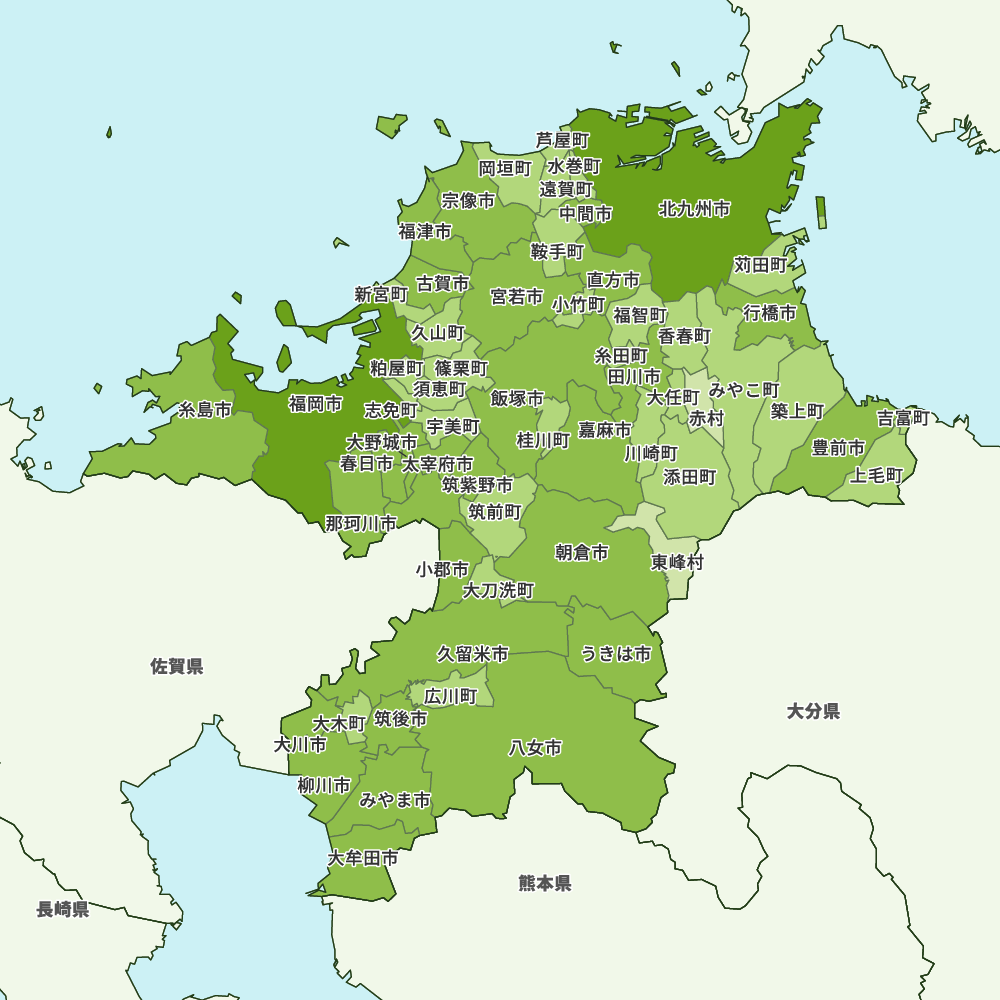 芦屋町
岡垣町
水巻町
遠賀町
宗像市
北九州市
中間市
福津市
鞍手町
苅田町
直方市
古賀市
新宮町
宮若市
小竹町
行橋市
福智町
久山町
香春町
糸田町
粕屋町
篠栗町
田川市
須恵町
みやこ町
大任町
飯塚市
福岡市
糸島市
志免町
築上町
赤村
吉富町
宇美町
嘉麻市
桂川町
大野城市
豊前市
川崎町
春日市
太宰府市
上毛町
添田町
筑紫野市
筑前町
那珂川市
朝倉市
東峰村
小郡市
大刀洗町
久留米市
うきは市
佐賀県
広川町
大分県
筑後市
大木町
大川市
八女市
柳川市
みやま市
大牟田市
熊本県
長崎県